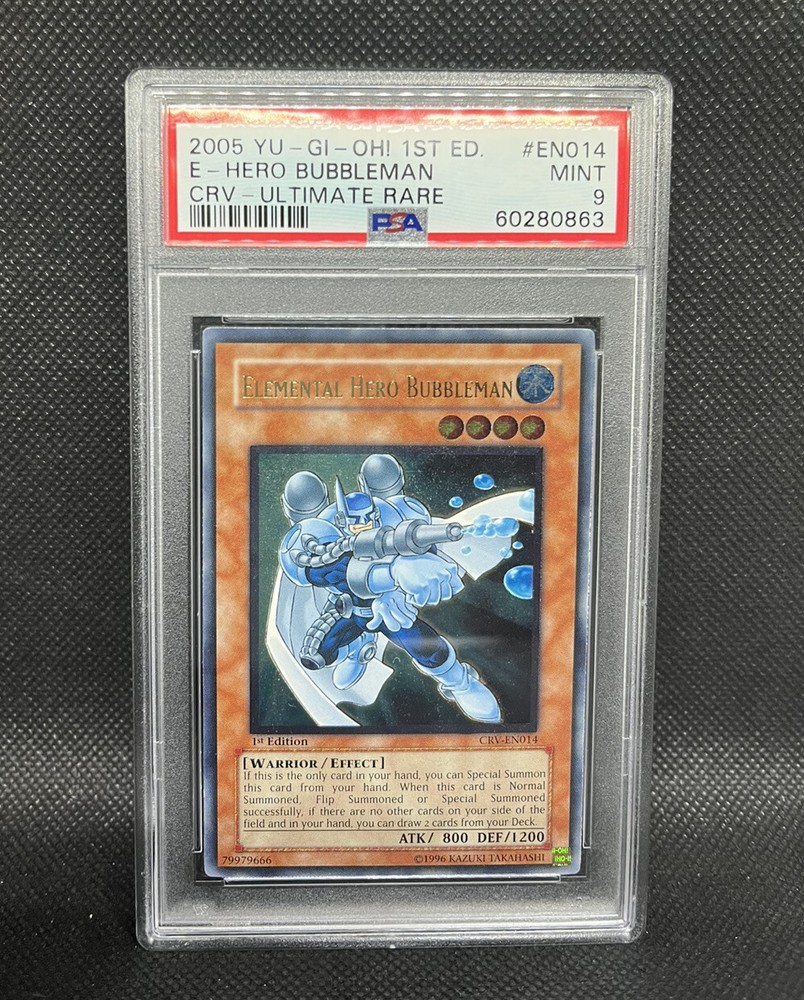 2005 YU-GI-OH! 1ST ED. #EN014
E-HERO BUBBLEMAN MINT
CRV-ULTIMATE RARE 9
PSA 60280863
ELEMENTAL HERO BUBBLEMAN
1st Edition CRV-EN014
[WARRIOR/EFFECT]
If this is the only card in your hand, you can Special Summon
this card from your hand. When this card is Normal
Summoned, Flip Summoned or Special Summoned
successfully, if there are no other cards on your side of the
field and in your hand, you can draw 2 cards from your Deck.
ATK/ 800 DEF/1200
79979666 ©1996 KAZUKI TAKAHASHI